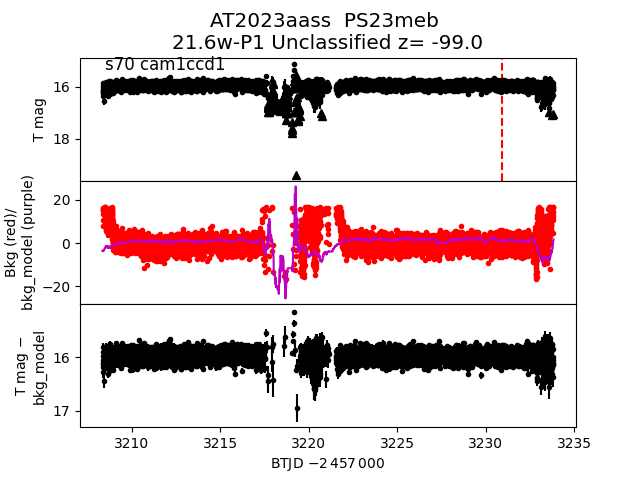 AT2023aass  PS23meb
21.6w-P1 Unclassified z= -99.0
s70 cam1ccd1
T mag
16
18
Bkg (red)/
bkg_model (purple)
20
0
−20
T mag −
bkg_model
16
17
3210 3215 3220 3225 3230 3235
BTJD −2 457 000